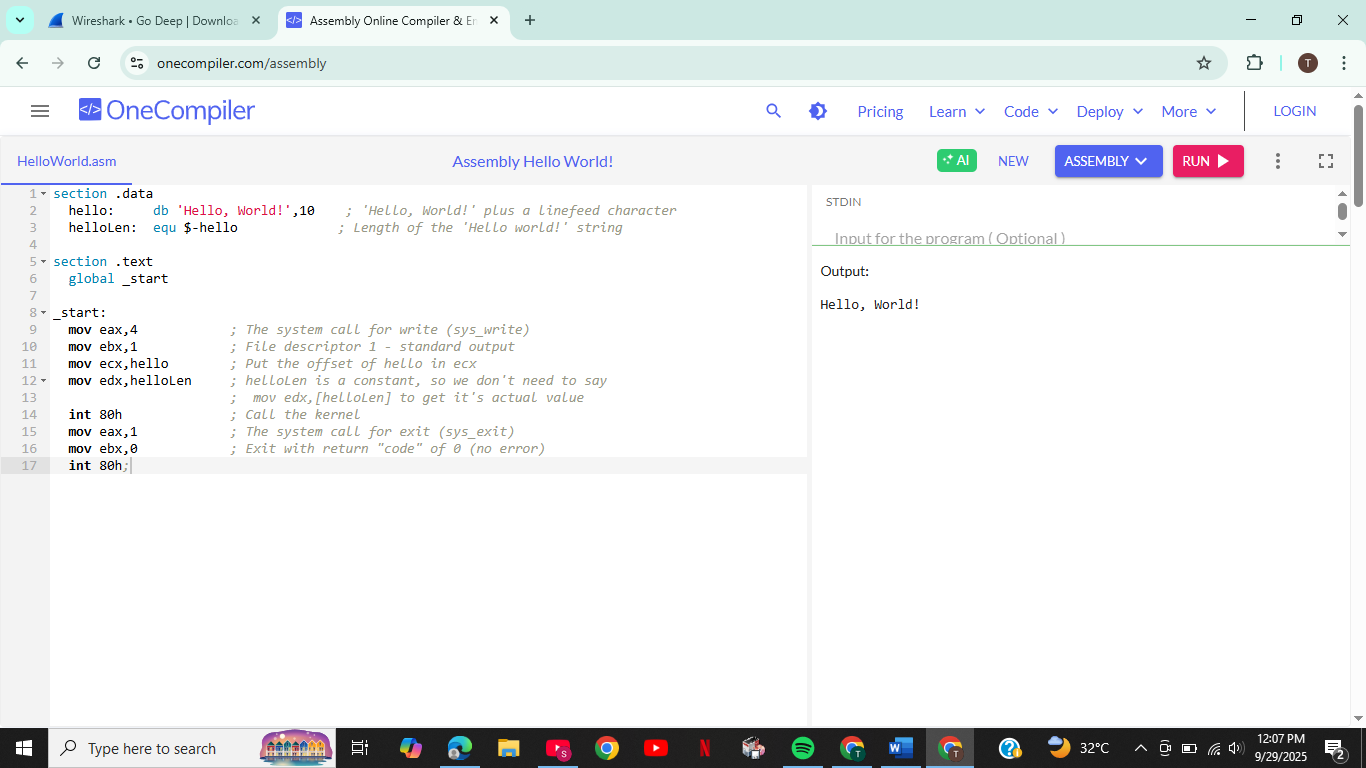 Wireshark • Go Deep | Downloa
Assembly Online Compiler & E
onecompiler.com/assembly
T
</> OneCompiler
Pricing
Learn
Code
Deploy
More
LOGIN
HelloWorld.asm
Assembly Hello World!
AI
NEW
ASSEMBLY
RUN
1 section .data
2 hello: db 'Hello, World!',10 ; 'Hello, World!' plus a linefeed character
3 helloLen: equ $-hello ; Length of the 'Hello world!' string
4
5 section .text
6 global _start
7
8 _start:
9 mov eax,4 ; The system call for write (sys_write)
10 mov ebx,1 ; File descriptor 1 - standard output
11 mov ecx,hello ; Put the offset of hello in ecx
12 mov edx,helloLen ; helloLen is a constant, so we don't need to say
13 ; mov edx,[helloLen] to get it's actual value
14 int 80h ; Call the kernel
15 mov eax,1 ; The system call for exit (sys_exit)
16 mov ebx,0 ; Exit with return "code" of 0 (no error)
17 int 80h;
STDIN
Input for the program ( Optional )
Output:
Hello, World!
Type here to search
32°C
12:07 PM
9/29/2025
2